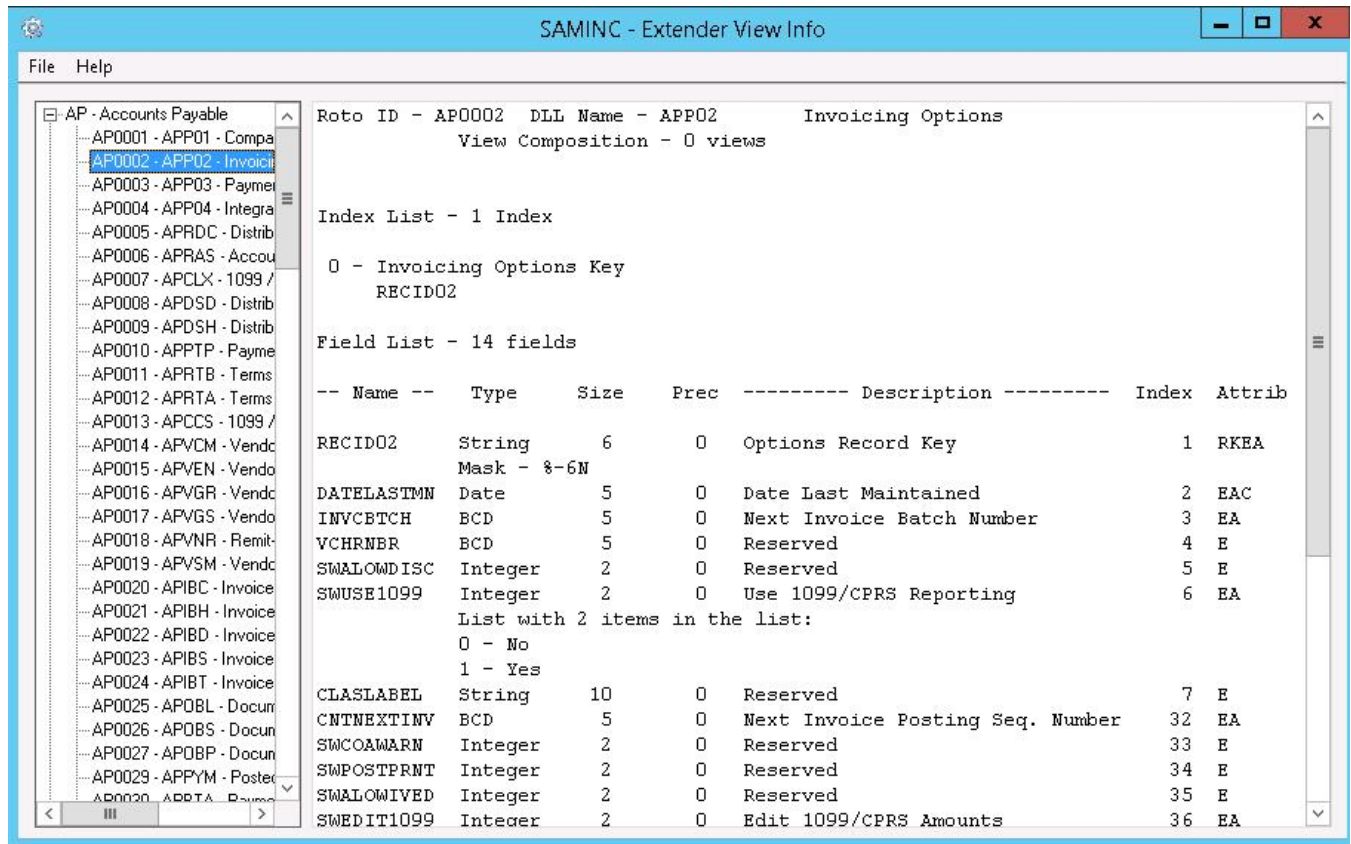 SAMINC - Extender View Info
File Help
AP - Accounts Payable
AP0001 - APP01 - Compa
AP0002 - APP02 - Invoici
AP0003 - APP03 - Paymer
AP0004 - APP04 - Integra
AP0005 - APRDC - Distrib
AP0006 - APRAS - Accou
AP0007 - APCLX - 1099 /
AP0008 - APDSD - Distrib
AP0009 - APDSH - Distrib
AP0010 - APPTP - Payme
AP0011 - APRTB - Terms
AP0012 - APRTA - Terms
AP0013 - APCCS - 1099 /
AP0014 - APVCM - Vendo
AP0015 - APVEN - Vendo
AP0016 - APVGR - Vendo
AP0017 - APVGS - Vendo
AP0018 - APVNR - Remit-
AP0019 - APVSM - Vendo
AP0020 - APIBC - Invoice
AP0021 - APIBH - Invoice
AP0022 - APIBD - Invoice
AP0023 - APIBS - Invoice
AP0024 - APIBT - Invoice
AP0025 - APOBL - Docum
AP0026 - APOBS - Docun
AP0027 - APOBP - Docun
AP0029 - APPYM - Posted
AP0030 - APRTA - Payme
Roto ID - AP0002 DLL Name - APP02 Invoicing Options
View Composition - 0 views
Index List - 1 Index
0 - Invoicing Options Key
RECID02
Field List - 14 fields
-- Name -- Type Size Prec --------- Description --------- Index Attrib
RECID02 String 6 0 Options Record Key 1 RKEA
Mask - %-6N
DATELASTMN Date 5 0 Date Last Maintained 2 EAC
INVCBTCH BCD 5 0 Next Invoice Batch Number 3 EA
VCHRNBR BCD 5 0 Reserved 4 E
SWALOWDISC Integer 2 0 Reserved 5 E
SWUSE1099 Integer 2 0 Use 1099/CPRS Reporting 6 EA
List with 2 items in the list:
0 - No
1 - Yes
CLASLABEL String 10 0 Reserved 7 E
CNTNEXTINV BCD 5 0 Next Invoice Posting Seq. Number 32 EA
SWCOAWARN Integer 2 0 Reserved 33 E
SWPOSTPRNT Integer 2 0 Reserved 34 E
SWALOWIVED Integer 2 0 Reserved 35 E
SWEDIT1099 Integer 2 0 Edit 1099/CPRS Amounts 36 EA